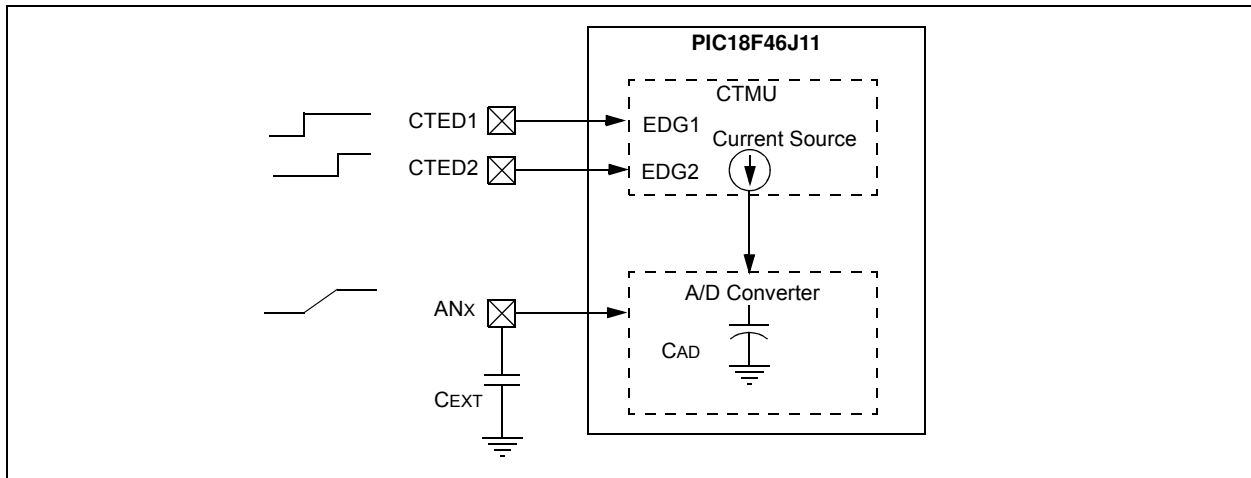 PIC18F46J11
CTMU
CTED1
EDG1
Current Source
CTED2
EDG2
A/D Converter
ANX
CAD
CEXT